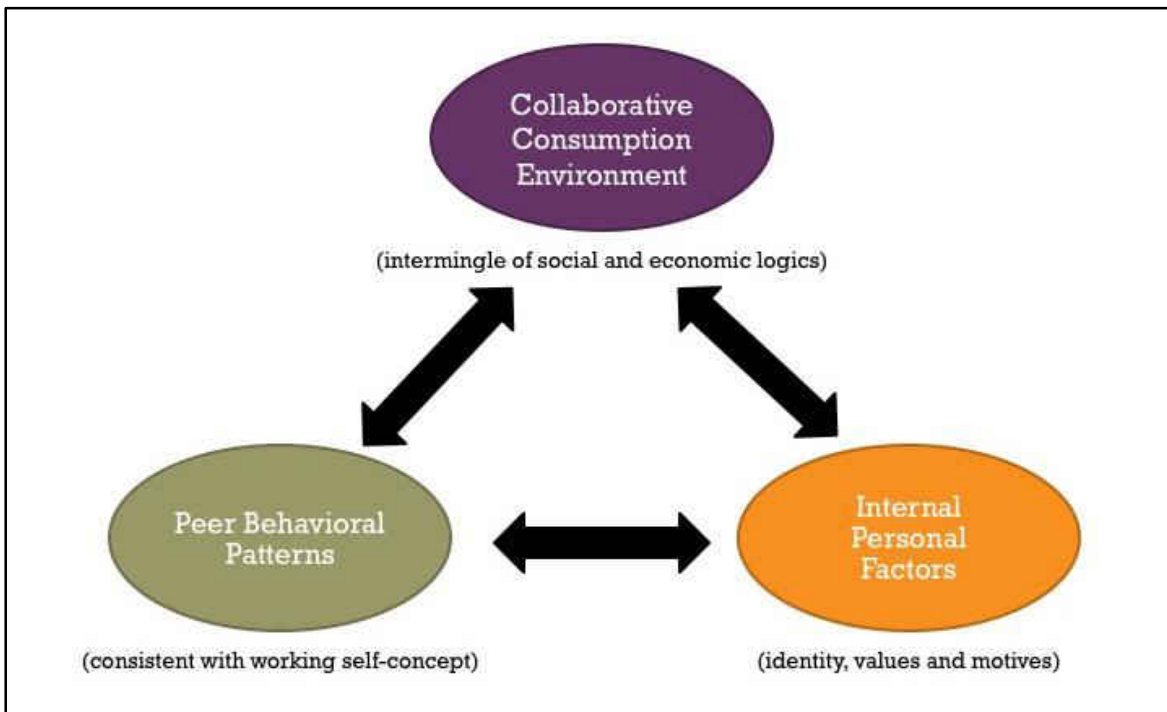 Collaborative
Consumption
Environment
(intermingle of social and economic logics)
Peer Behavioral
Patterns
(consistent with working self-concept)
Internal
Personal
Factors
(identity, values and motives)